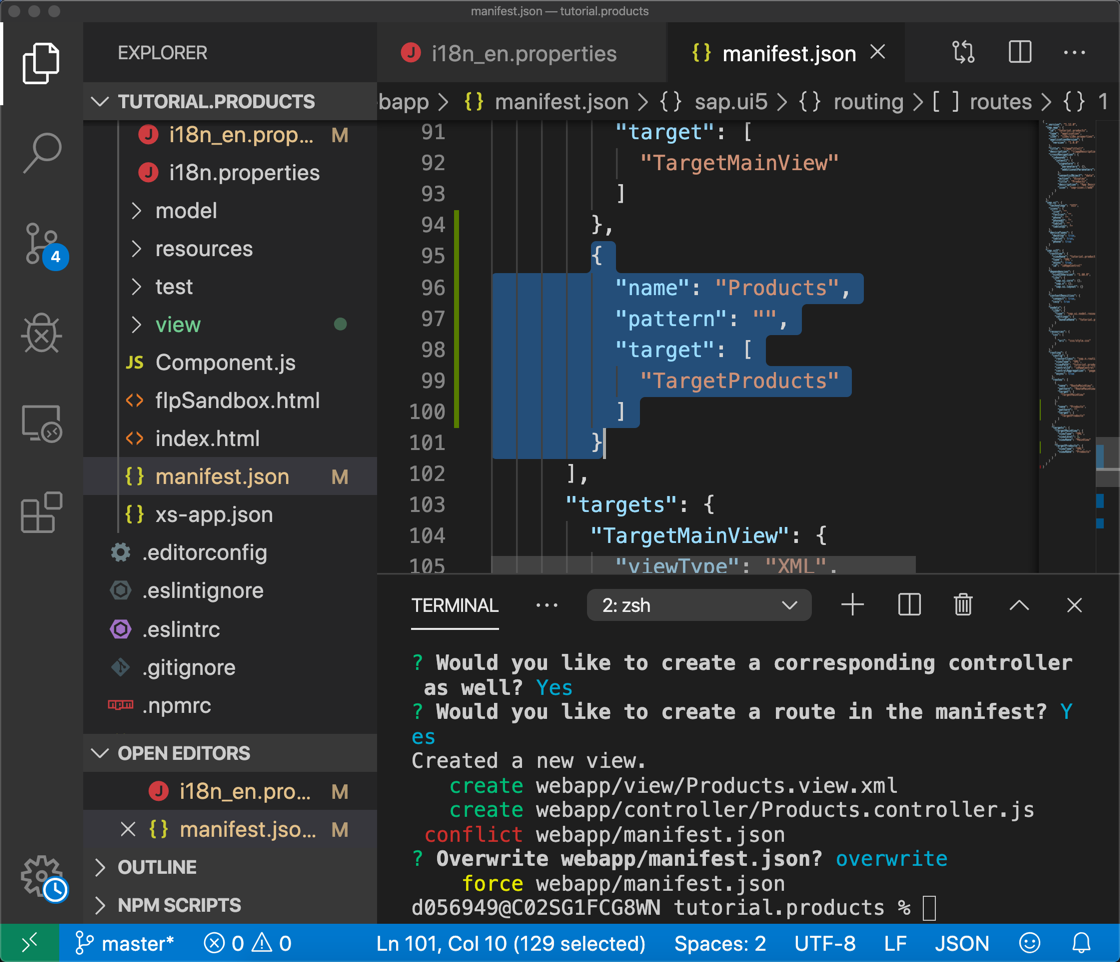 manifest.json — tutorial.products
EXPLORER
i18n_en.properties
{} manifest.json
TUTORIAL.PRODUCTS
bapp > {} manifest.json > {} sap.ui5 > {} routing > [ ] routes > {} 1
i18n_en.prop... M
i18n.properties
model
resources
test
view
JS Component.js
<> flpSandbox.html
<> index.html
{} manifest.json M
{} xs-app.json
.editorconfig
.eslintignore
.eslintrc
.gitignore
.npmrc
OPEN EDITORS
i18n_en.pro... M
{} manifest.jso... M
OUTLINE
NPM SCRIPTS
4
91 "target": [
92 "TargetMainView"
93 ]
94 },
95 {
96 "name": "Products",
97 "pattern": "",
98 "target": [
99 "TargetProducts"
100 ]
101 }
102 ],
103 "targets": {
104 "TargetMainView": {
105 "viewType": "XML",
TERMINAL ... 2: zsh
? Would you like to create a corresponding controller
as well? Yes
? Would you like to create a route in the manifest? Y
es
Created a new view.
create webapp/view/Products.view.xml
create webapp/controller/Products.controller.js
conflict webapp/manifest.json
? Overwrite webapp/manifest.json? overwrite
force webapp/manifest.json
d056949@C02SG1FCG8WN tutorial.products %
master* 0 0 Ln 101, Col 10 (129 selected) Spaces: 2 UTF-8 LF JSON